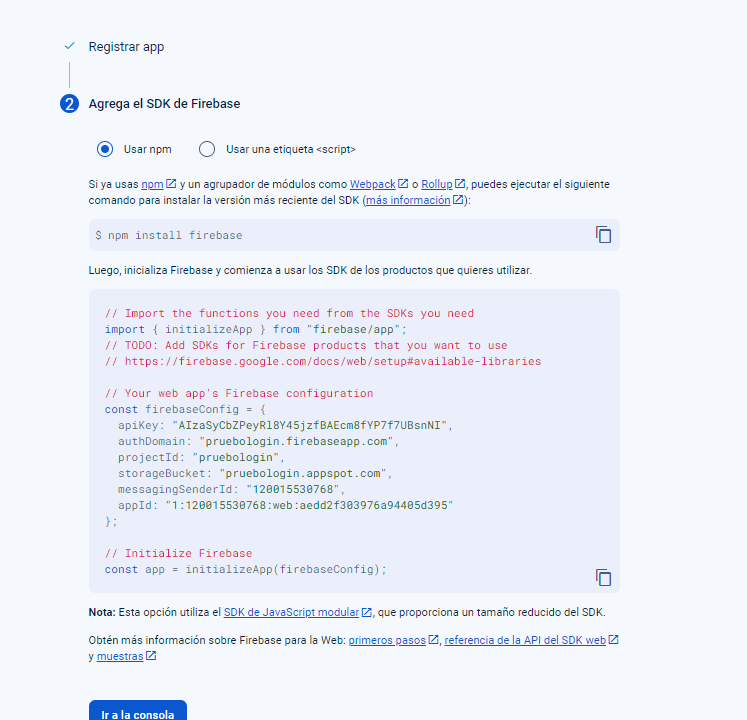 Registrar app
2 Agrega el SDK de Firebase
Usar npm Usar una etiqueta <script>
Si ya usas npm y un agrupador de módulos como Webpack o Rollup, puedes ejecutar el siguiente
comando para instalar la versión más reciente del SDK (más información):
$ npm install firebase
Luego, inicializa Firebase y comienza a usar los SDK de los productos que quieres utilizar.
// Import the functions you need from the SDKs you need
import { initializeApp } from "firebase/app";
// TODO: Add SDKs for Firebase products that you want to use
// https://firebase.google.com/docs/web/setup#available-libraries
// Your web app's Firebase configuration
const firebaseConfig = {
apiKey: "AIzaSyCbZPeyRl8Y45jzfBAEcm8fYP7f7UBsnNI",
authDomain: "pruebologin.firebaseapp.com",
projectId: "pruebologin",
storageBucket: "pruebologin.appspot.com",
messagingSenderId: "120015530768",
appId: "1:120015530768:web:aedd2f303976a94405d395"
};
// Initialize Firebase
const app = initializeApp(firebaseConfig);
Nota: Esta opción utiliza el SDK de JavaScript modular, que proporciona un tamaño reducido del SDK.
Obtén más información sobre Firebase para la Web: primeros pasos, referencia de la API del SDK web
y muestras
Ir a la consola